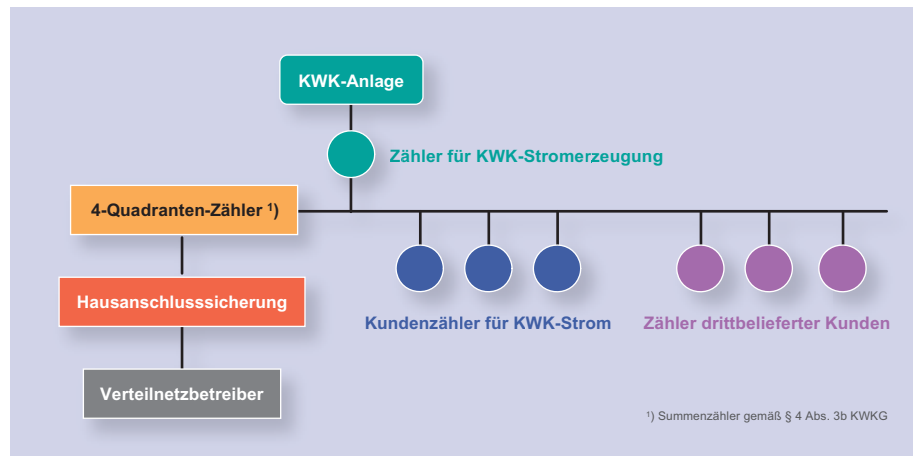 KWK-Anlage
Zähler für KWK-Stromerzeugung
4-Quadranten-Zähler ¹)
Hausanschlusssicherung
Kundenzähler für KWK-Strom
Zähler drittbelieferter Kunden
Verteilnetzbetreiber
¹) Summenzähler gemäß § 4 Abs. 3b KWKG